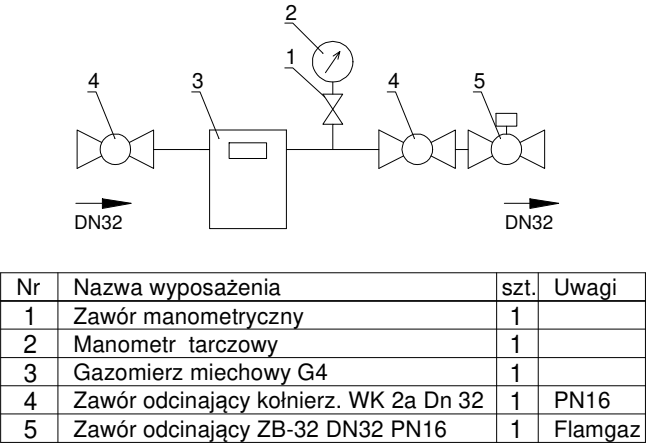 2
1
4
3
4
5
DN32
DN32
Nr Nazwa wyposażenia szt. Uwagi
1 Zawór manometryczny 1
2 Manometr tarczowy 1
3 Gazomierz miechowy G4 1
4 Zawór odcinający kołnierz. WK 2a Dn 32 1 PN16
5 Zawór odcinający ZB-32 DN32 PN16 1 Flamgaz